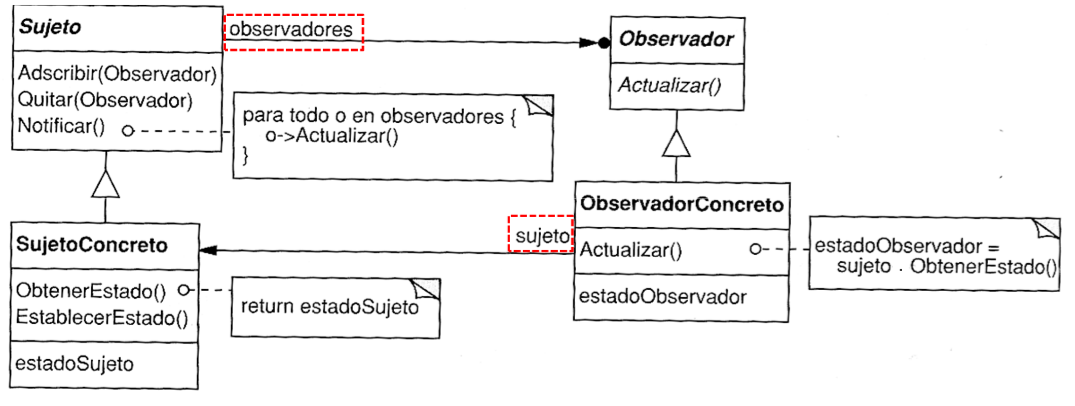 Sujeto
observadores
Observador
Adscribir(Observador)
Quitar(Observador)
Notificar()
Actualizar()
para todo o en observadores {
o->Actualizar()
}
SujetoConcreto
sujeto
ObservadorConcreto
ObtenerEstado()
EstablecerEstado()
return estadoSujeto
Actualizar()
estadoObservador =
sujeto . ObtenerEstado()
estadoSujeto
estadoObservador